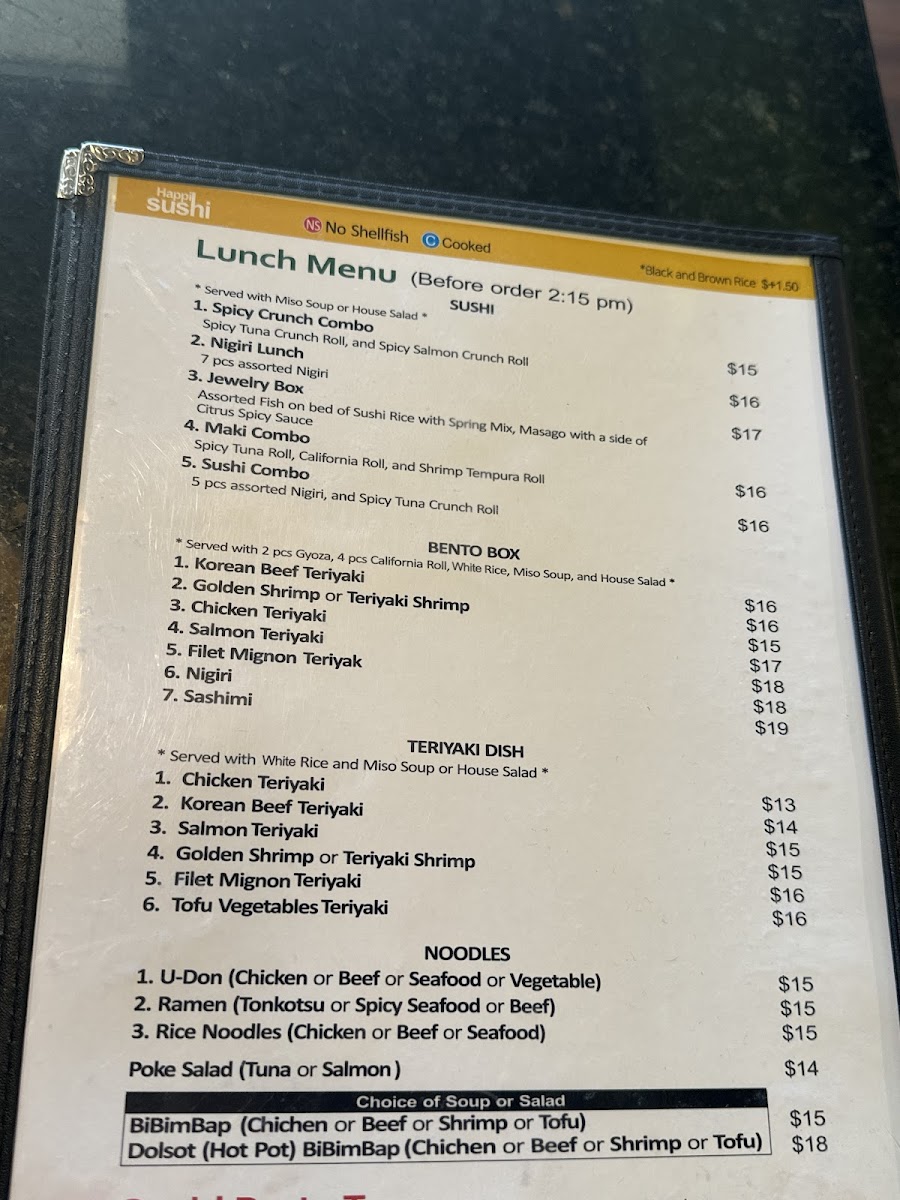 Happi
sushi
NS No Shellfish C Cooked
*Black and Brown Rice $+1.50
Lunch Menu (Before order 2:15 pm)
* Served with Miso Soup or House Salad *
SUSHI
1. Spicy Crunch Combo $15
Spicy Tuna Crunch Roll, and Spicy Salmon Crunch Roll
2. Nigiri Lunch $16
7 pcs assorted Nigiri
3. Jewelry Box $17
Assorted Fish on bed of Sushi Rice with Spring Mix, Masago with a side of
Citrus Spicy Sauce
4. Maki Combo $16
Spicy Tuna Roll, California Roll, and Shrimp Tempura Roll
5. Sushi Combo $16
5 pcs assorted Nigiri, and Spicy Tuna Crunch Roll
BENTO BOX
* Served with 2 pcs Gyoza, 4 pcs California Roll, White Rice, Miso Soup, and House Salad *
1. Korean Beef Teriyaki $16
2. Golden Shrimp or Teriyaki Shrimp $16
3. Chicken Teriyaki $15
4. Salmon Teriyaki $17
5. Filet Mignon Teriyak $18
6. Nigiri $18
7. Sashimi $19
TERIYAKI DISH
* Served with White Rice and Miso Soup or House Salad *
1. Chicken Teriyaki $13
2. Korean Beef Teriyaki $14
3. Salmon Teriyaki $15
4. Golden Shrimp or Teriyaki Shrimp $15
5. Filet Mignon Teriyaki $16
6. Tofu Vegetables Teriyaki $16
NOODLES
1. U-Don (Chicken or Beef or Seafood or Vegetable) $15
2. Ramen (Tonkotsu or Spicy Seafood or Beef) $15
3. Rice Noodles (Chicken or Beef or Seafood) $15
Poke Salad (Tuna or Salmon) $14
Choice of Soup or Salad
BiBimBap (Chichen or Beef or Shrimp or Tofu) $15
Dolsot (Hot Pot) BiBimBap (Chichen or Beef or Shrimp or Tofu) $18